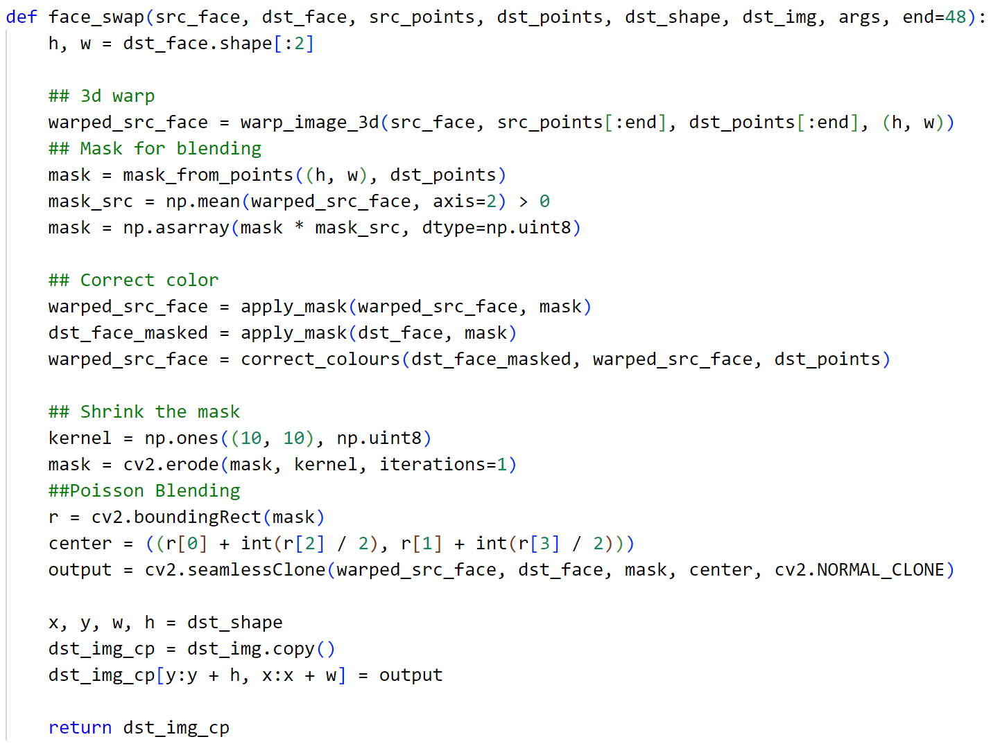 def face_swap(src_face, dst_face, src_points, dst_points, dst_shape, dst_img, args, end=48):
    h, w = dst_face.shape[:2]

    ## 3d warp
    warped_src_face = warp_image_3d(src_face, src_points[:end], dst_points[:end], (h, w))
    ## Mask for blending
    mask = mask_from_points((h, w), dst_points)
    mask_src = np.mean(warped_src_face, axis=2) > 0
    mask = np.asarray(mask * mask_src, dtype=np.uint8)

    ## Correct color
    warped_src_face = apply_mask(warped_src_face, mask)
    dst_face_masked = apply_mask(dst_face, mask)
    warped_src_face = correct_colours(dst_face_masked, warped_src_face, dst_points)

    ## Shrink the mask
    kernel = np.ones((10, 10), np.uint8)
    mask = cv2.erode(mask, kernel, iterations=1)
    ##Poisson Blending
    r = cv2.boundingRect(mask)
    center = ((r[0] + int(r[2] / 2), r[1] + int(r[3] / 2)))
    output = cv2.seamlessClone(warped_src_face, dst_face, mask, center, cv2.NORMAL_CLONE)

    x, y, w, h = dst_shape
    dst_img_cp = dst_img.copy()
    dst_img_cp[y:y + h, x:x + w] = output

    return dst_img_cp